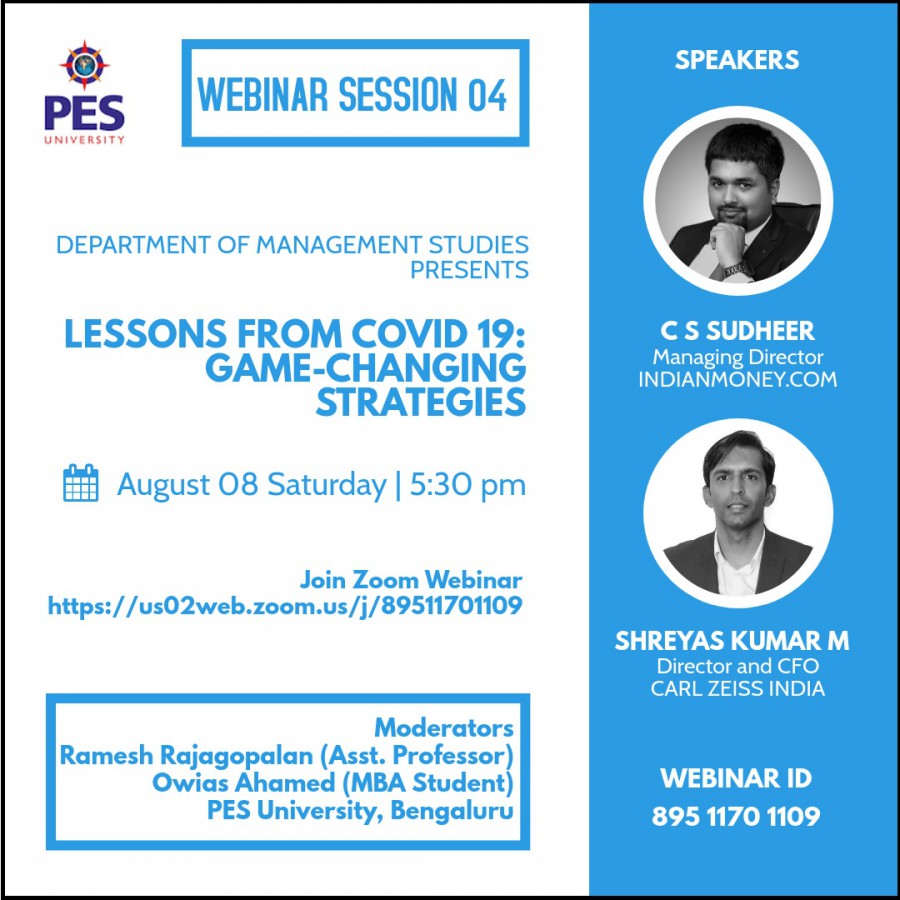 PES
UNIVERSITY
WEBINAR SESSION 04
DEPARTMENT OF MANAGEMENT STUDIES
PRESENTS
LESSONS FROM COVID 19:
GAME-CHANGING
STRATEGIES
August 08 Saturday | 5:30 pm
Join Zoom Webinar
https://us02web.zoom.us/j/89511701109
Moderators
Ramesh Rajagopalan (Asst. Professor)
Owias Ahamed (MBA Student)
PES University, Bengaluru
SPEAKERS
C S SUDHEER
Managing Director
INDIANMONEY.COM
SHREYAS KUMAR M
Director and CFO
CARL ZEISS INDIA
WEBINAR ID
895 1170 1109